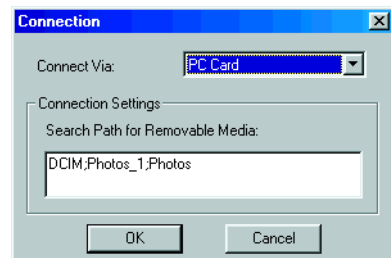 Connection
Connect Via: PC Card
Connection Settings
Search Path for Removable Media:
DCIM;Photos_1;Photos
OK Cancel